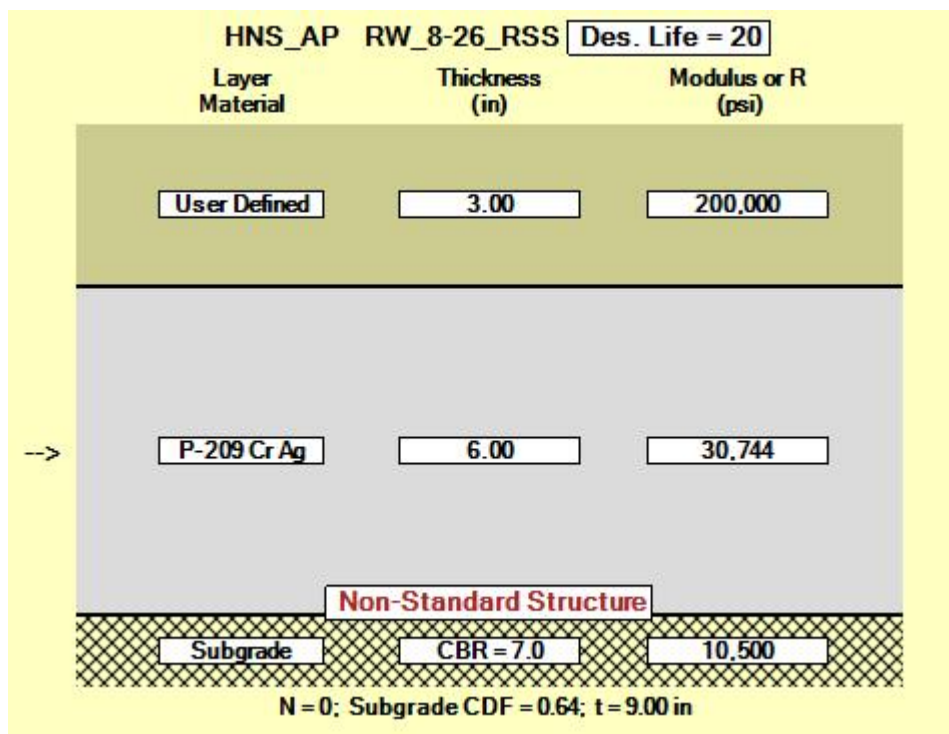 HNS_AP RW_8-26_RSS Des. Life = 20
Layer Material Thickness (in) Modulus or R (psi)
User Defined 3.00 200,000
--> P-209 Cr Ag 6.00 30,744
Non-Standard Structure
Subgrade CBR = 7.0 10,500
N = 0; Subgrade CDF = 0.64; t = 9.00 in